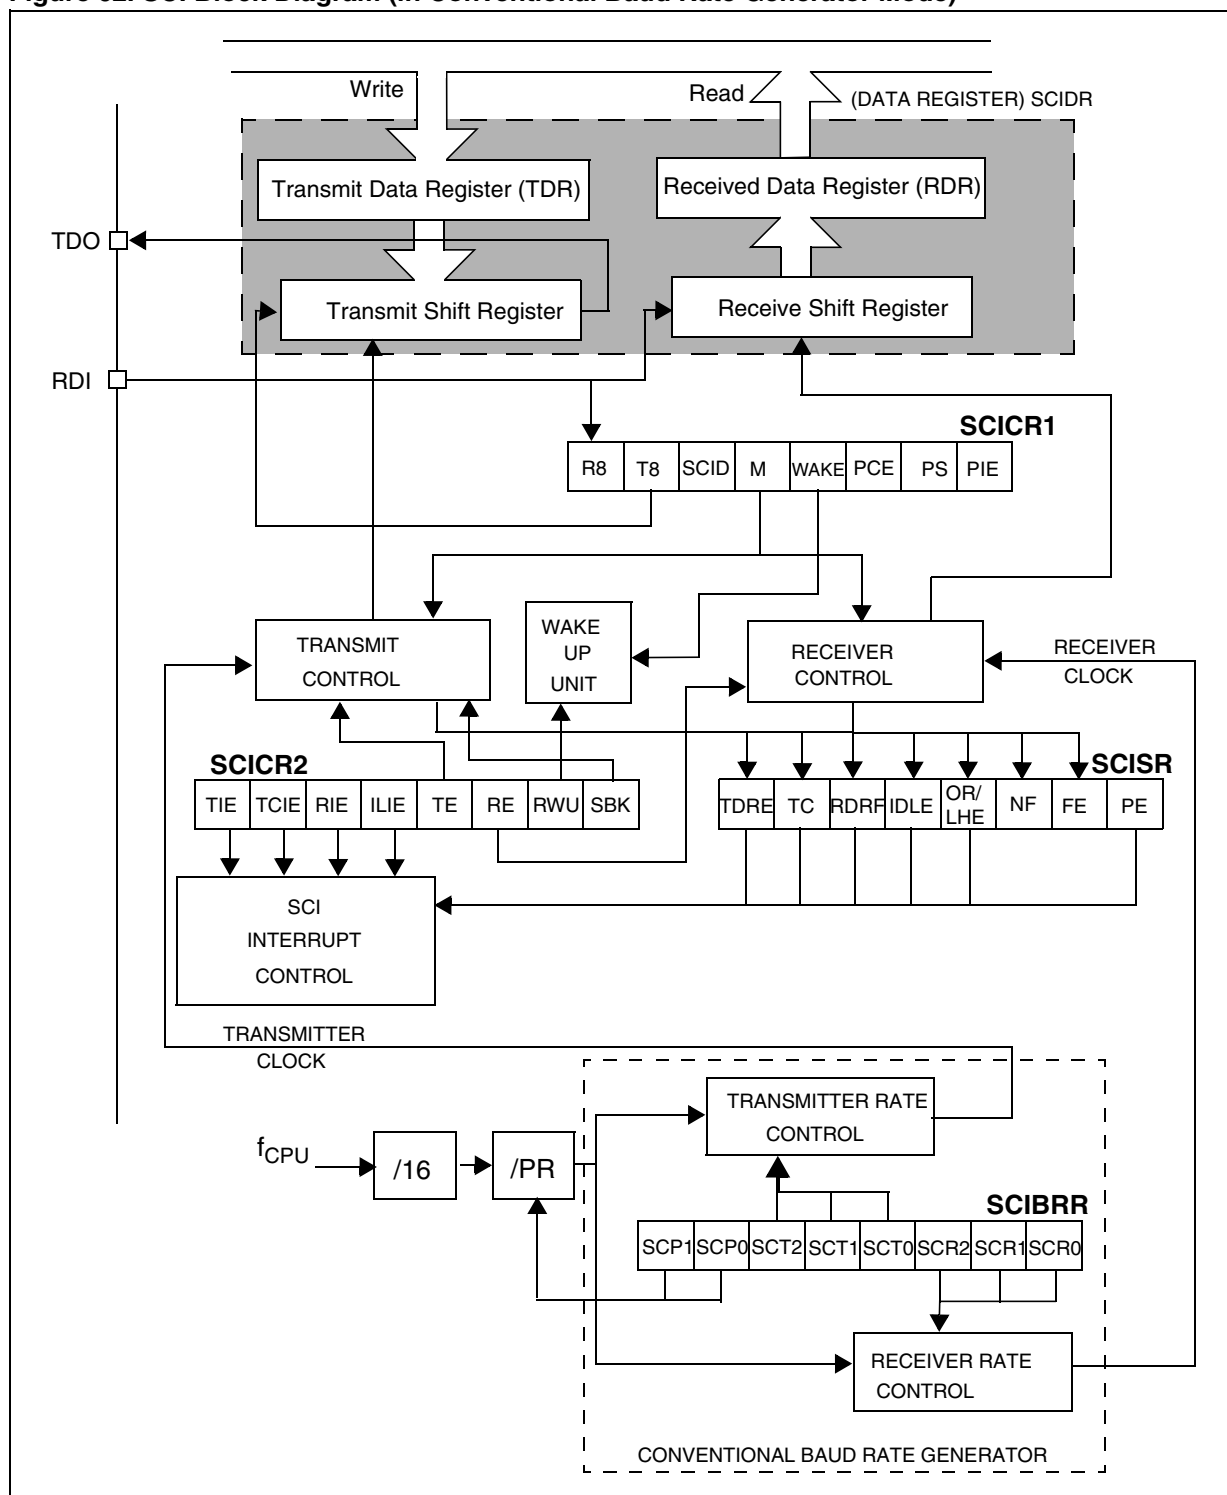 Write
Read
(DATA REGISTER) SCIDR
Transmit Data Register (TDR)
Received Data Register (RDR)
TDO
Transmit Shift Register
Receive Shift Register
RDI
SCICR1
R8 T8 SCID M WAKE PCE PS PIE
TRANSMIT
CONTROL
WAKE
UP
UNIT
RECEIVER
CONTROL
RECEIVER
CLOCK
SCICR2
TIE TCIE RIE ILIE TE RE RWU SBK
SCISR
TDRE TC RDRF IDLE OR/ LHE NF FE PE
SCI
INTERRUPT
CONTROL
TRANSMITTER
CLOCK
TRANSMITTER RATE
CONTROL
fCPU
/16
/PR
SCIBRR
SCP1 SCP0 SCT2 SCT1 SCT0 SCR2 SCR1 SCR0
RECEIVER RATE
CONTROL
CONVENTIONAL BAUD RATE GENERATOR